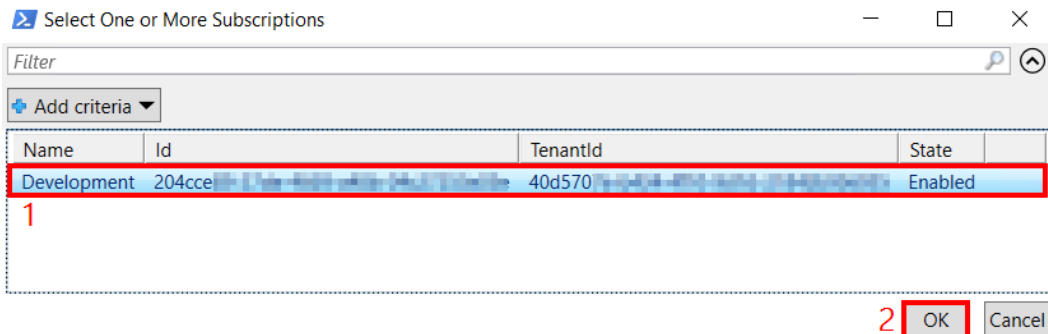 Select One or More Subscriptions
Filter
Add criteria
Name Id TenantId State
Development 204cce 40d570 Enabled
1
2 OK Cancel